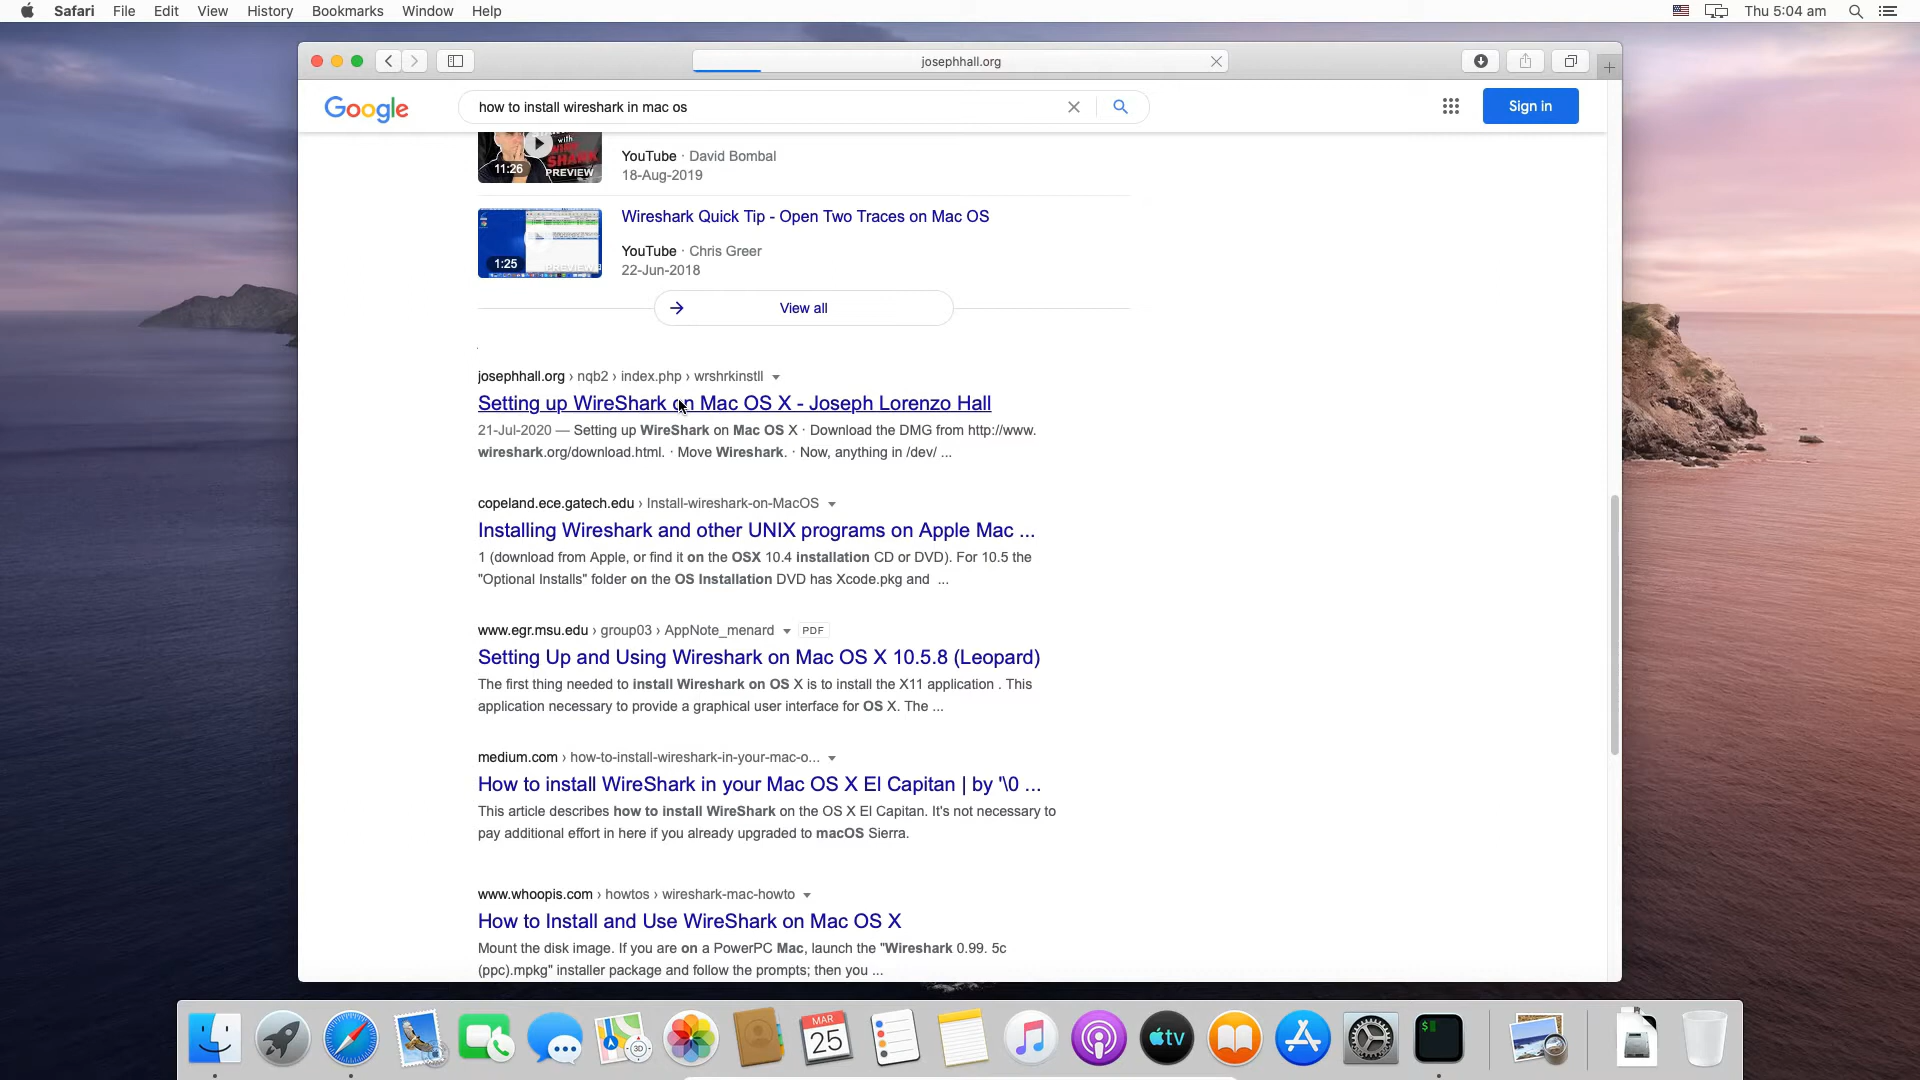 Safari File Edit View History Bookmarks Window Help
Thu 5:04 am
josephhall.org
Google
how to install wireshark in mac os
Sign in
with
WIRE
SHARK
PREVIEW
11:26
YouTube · David Bombal
18-Aug-2019
Wireshark Quick Tip - Open Two Traces on Mac OS
YouTube · Chris Greer
22-Jun-2018
PREVIEW
1:25
View all
josephhall.org › nqb2 › index.php › wrshrkinstll
Setting up WireShark on Mac OS X - Joseph Lorenzo Hall
21-Jul-2020 — Setting up WireShark on Mac OS X · Download the DMG from http://www.
wireshark.org/download.html. · Move Wireshark. · Now, anything in /dev/ ...
copeland.ece.gatech.edu › Install-wireshark-on-MacOS
Installing Wireshark and other UNIX programs on Apple Mac ...
1 (download from Apple, or find it on the OSX 10.4 installation CD or DVD). For 10.5 the
"Optional Installs" folder on the OS Installation DVD has Xcode.pkg and ...
www.egr.msu.edu › group03 › AppNote_menard PDF
Setting Up and Using Wireshark on Mac OS X 10.5.8 (Leopard)
The first thing needed to install Wireshark on OS X is to install the X11 application . This
application necessary to provide a graphical user interface for OS X. The ...
medium.com › how-to-install-wireshark-in-your-mac-o...
How to install WireShark in your Mac OS X El Capitan | by '\0 ...
This article describes how to install WireShark on the OS X El Capitan. It's not necessary to
pay additional effort in here if you already upgraded to macOS Sierra.
www.whoopis.com › howtos › wireshark-mac-howto
How to Install and Use WireShark on Mac OS X
Mount the disk image. If you are on a PowerPC Mac, launch the "Wireshark 0.99. 5c
(ppc).mpkg" installer package and follow the prompts; then you ...
3D
MAR
25
tv
$